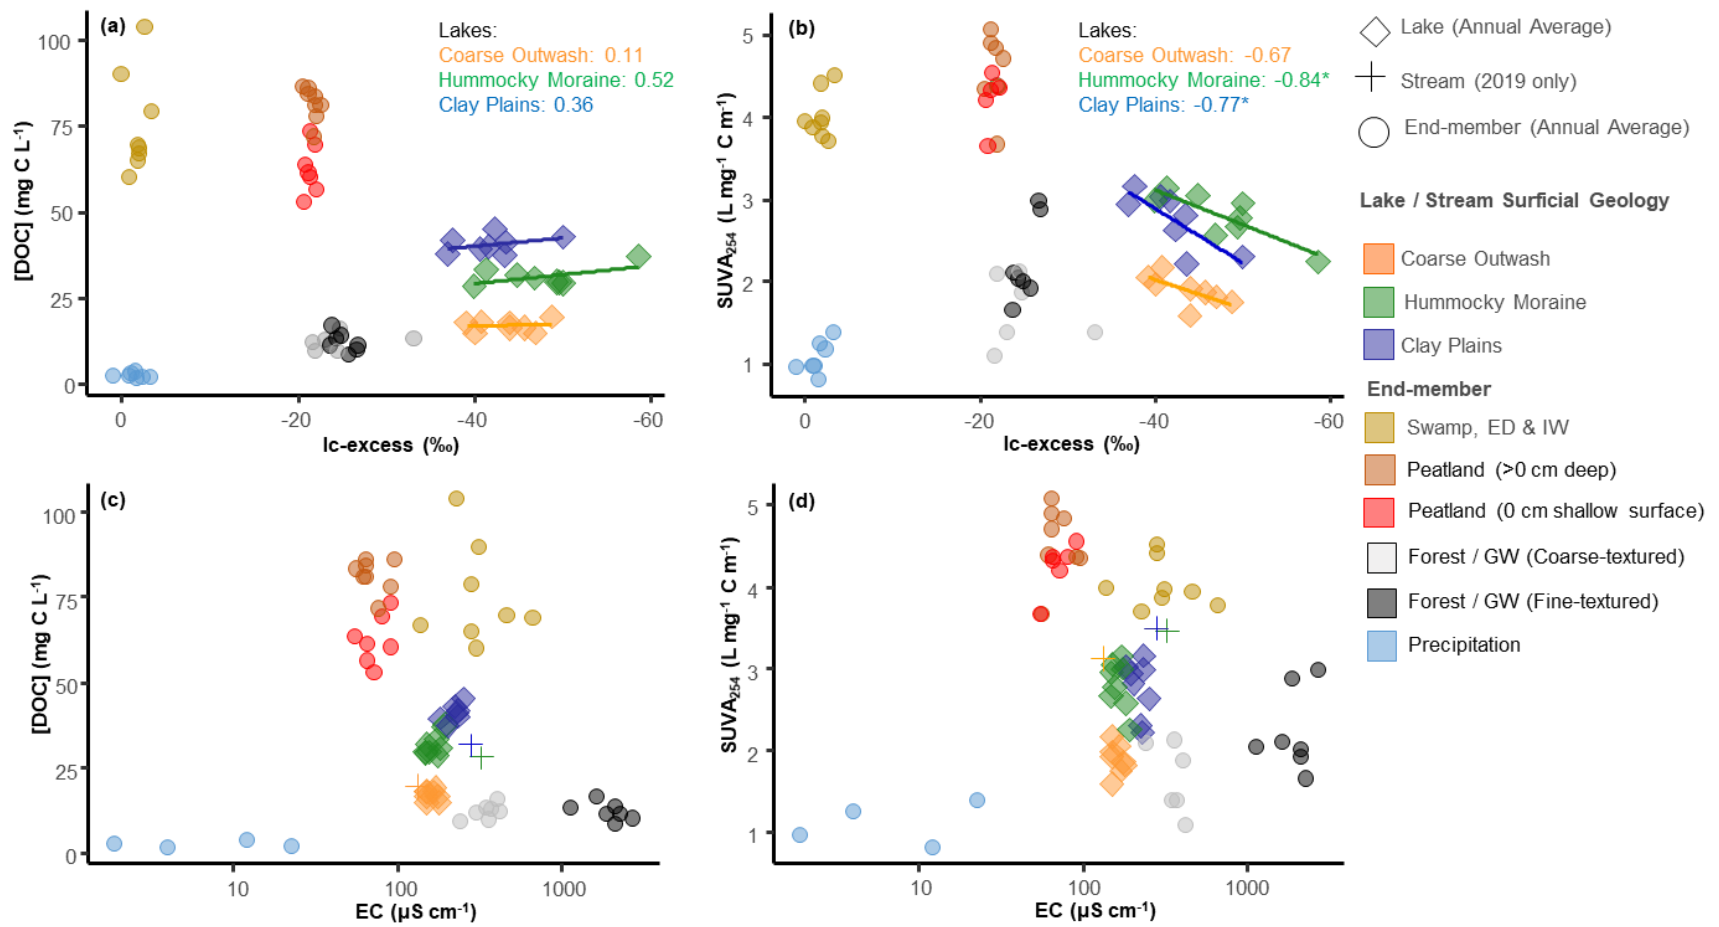 (a)
Lakes:
Coarse Outwash: 0.11
Hummocky Moraine: 0.52
Clay Plains: 0.36
[DOC] (mg C L⁻¹)
100
75
50
25
0
0
-20
-40
-60
lc-excess (‰)
(b)
Lakes:
Coarse Outwash: -0.67
Hummocky Moraine: -0.84*
Clay Plains: -0.77*
SUVA₂₅₄ (L mg⁻¹ C m⁻¹)
5
4
3
2
1
0
-20
-40
-60
lc-excess (‰)
Lake (Annual Average)
Stream (2019 only)
End-member (Annual Average)
Lake / Stream Surficial Geology
Coarse Outwash
Hummocky Moraine
Clay Plains
End-member
Swamp, ED & IW
Peatland (>0 cm deep)
Peatland (0 cm shallow surface)
Forest / GW (Coarse-textured)
Forest / GW (Fine-textured)
Precipitation
(c)
[DOC] (mg C L⁻¹)
100
75
50
25
0
10
100
1000
EC (µS cm⁻¹)
(d)
SUVA₂₅₄ (L mg⁻¹ C m⁻¹)
5
4
3
2
1
10
100
1000
EC (µS cm⁻¹)